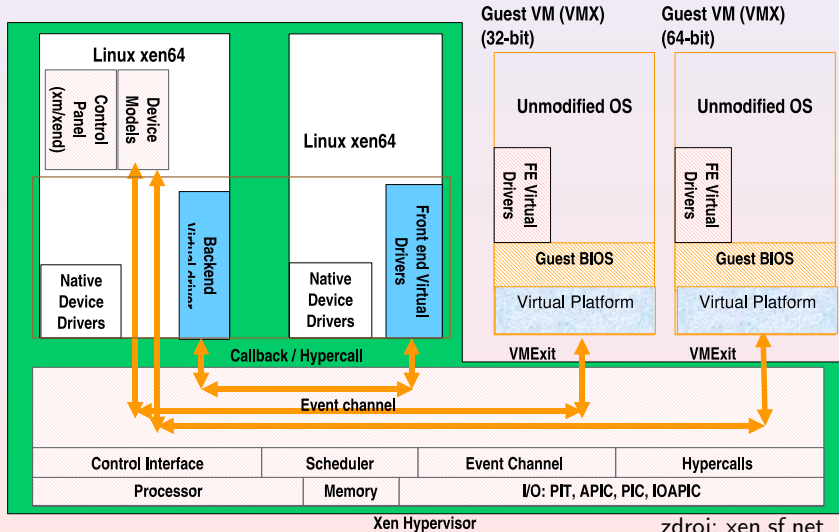 Guest VM (VMX)
(32-bit)
Guest VM (VMX)
(64-bit)
Linux xen64
Control
Panel
(xm/xend)
Device
Models
Linux xen64
Unmodified OS
Unmodified OS
FE Virtual
Drivers
FE Virtual
Drivers
Backend
Virtual driver
Front end Virtual
Drivers
Native
Device
Drivers
Native
Device
Drivers
Guest BIOS
Guest BIOS
Virtual Platform
Virtual Platform
Callback / Hypercall
VMExit
VMExit
Event channel
Control Interface
Scheduler
Event Channel
Hypercalls
Processor
Memory
I/O: PIT, APIC, PIC, IOAPIC
Xen Hypervisor
zdroj: xen.sf.net